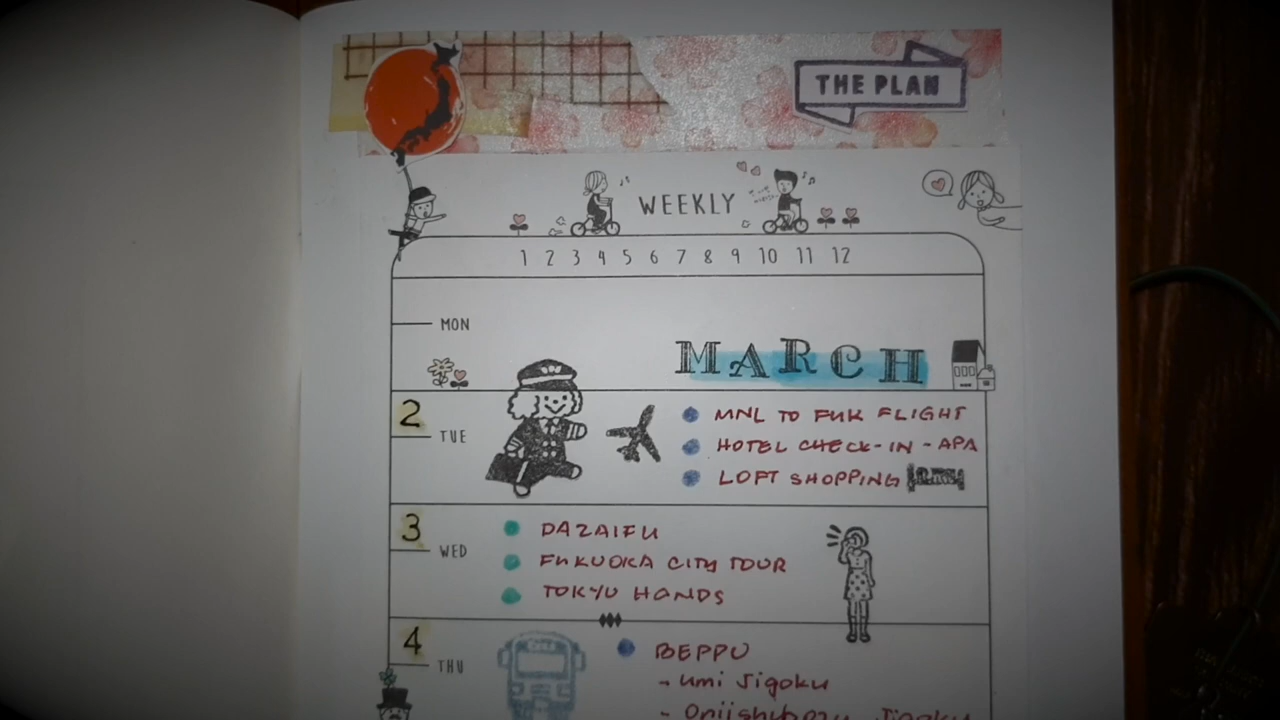 THE PLAN
WEEKLY
1 2 3 4 5 6 7 8 9 10 11 12
MON
MARCH
2
TUE
MNL TO FUK FLIGHT
HOTEL CHECK-IN - APA
LOFT SHOPPING
3
WED
DAZAIFU
FUKUOKA CITY TOUR
TOKYU HANDS
4
THU
BEPPU
- Umi Jigoku
- Oniishibozu Jigoku